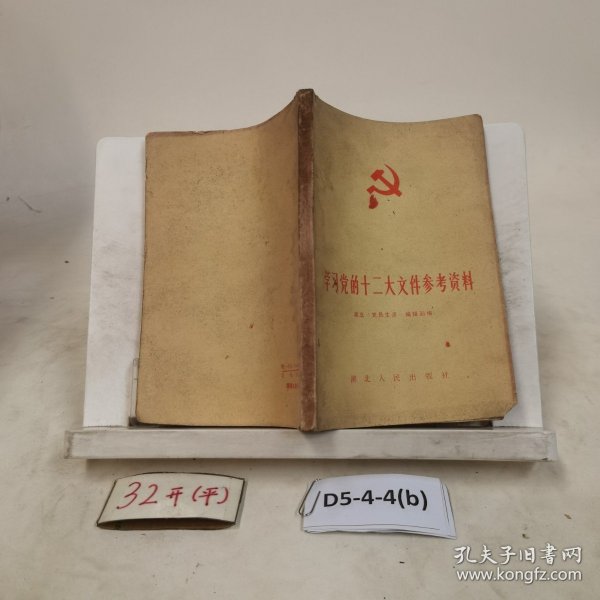 学习党的十二大文件参考资料
湖北人民出版社
32开(平)
D5-4-4(b)
孔夫子旧书网
www.kongfz.com